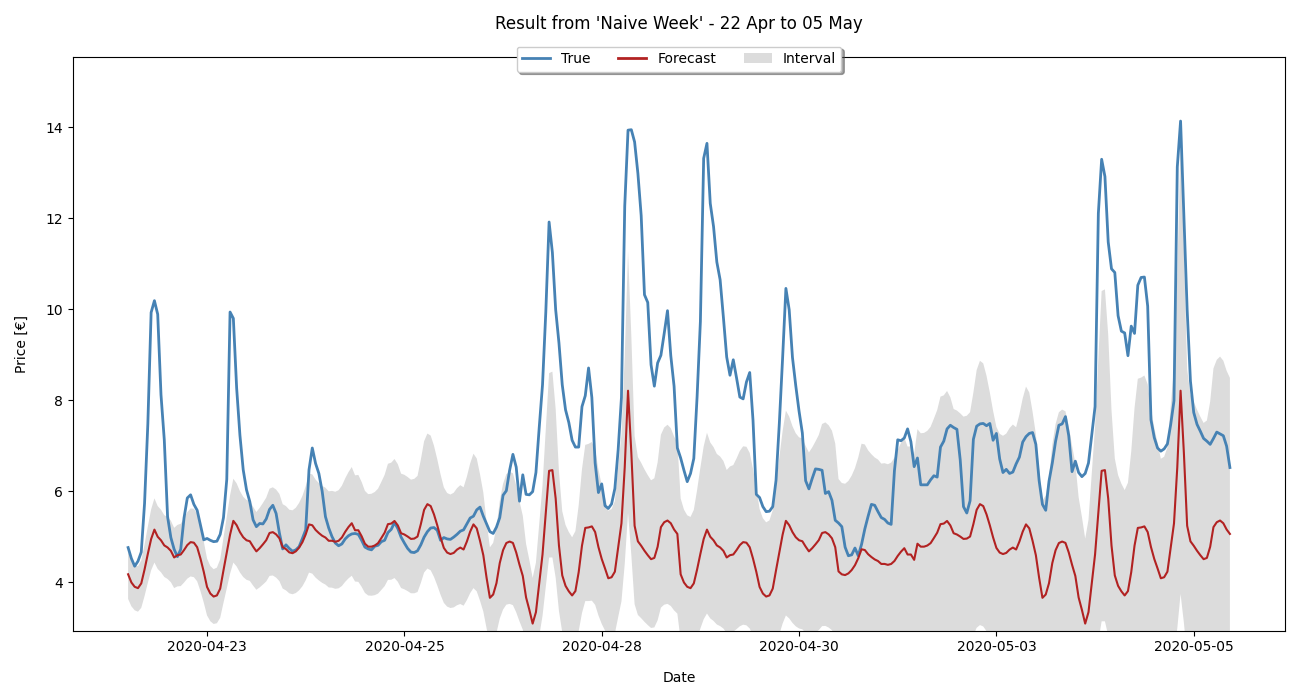 Result from 'Naive Week' - 22 Apr to 05 May
True Forecast Interval
14
12
10
8
6
4
Price [€]
2020-04-23 2020-04-25 2020-04-28 2020-04-30 2020-05-03 2020-05-05
Date